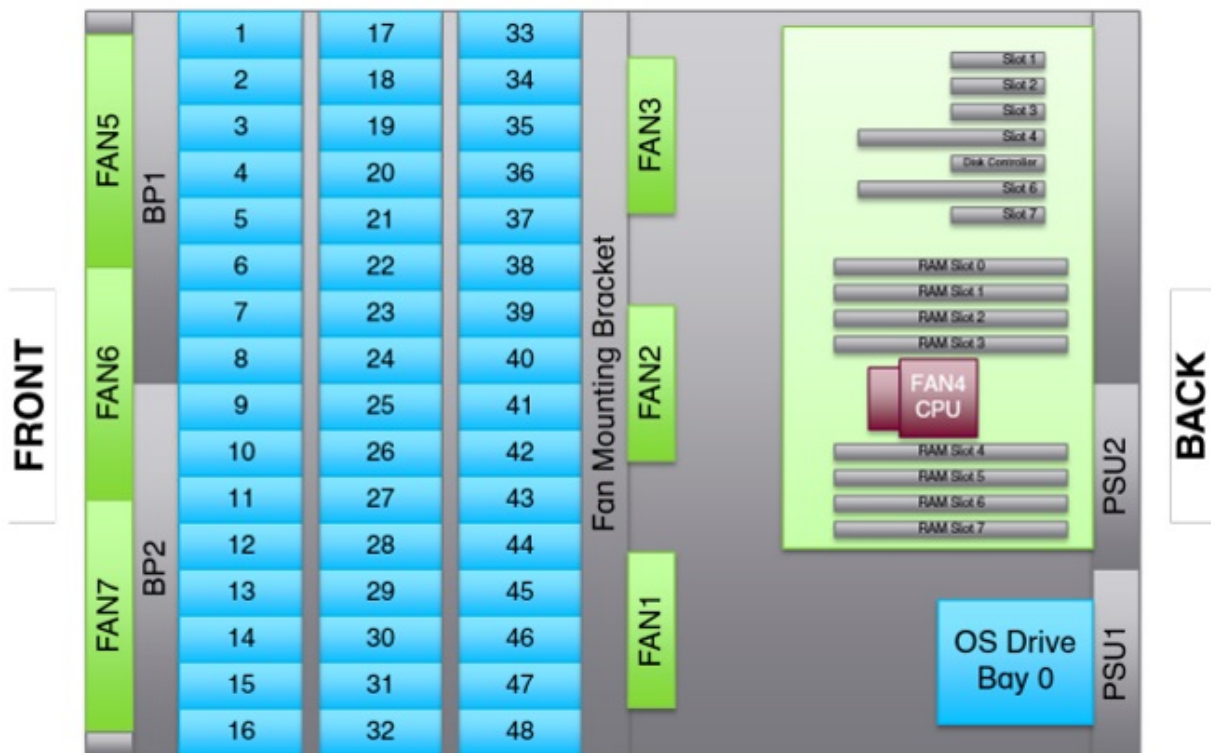 FRONT
FAN5
FAN6
FAN7
BP1
BP2
1
2
3
4
5
6
7
8
9
10
11
12
13
14
15
16
17
18
19
20
21
22
23
24
25
26
27
28
29
30
31
32
33
34
35
36
37
38
39
40
41
42
43
44
45
46
47
48
Fan Mounting Bracket
FAN3
FAN2
FAN1
Slot 1
Slot 2
Slot 3
Slot 4
Disk Controller
Slot 6
Slot 7
RAM Slot 0
RAM Slot 1
RAM Slot 2
RAM Slot 3
FAN4
CPU
RAM Slot 4
RAM Slot 5
RAM Slot 6
RAM Slot 7
OS Drive
Bay 0
PSU2
PSU1
BACK